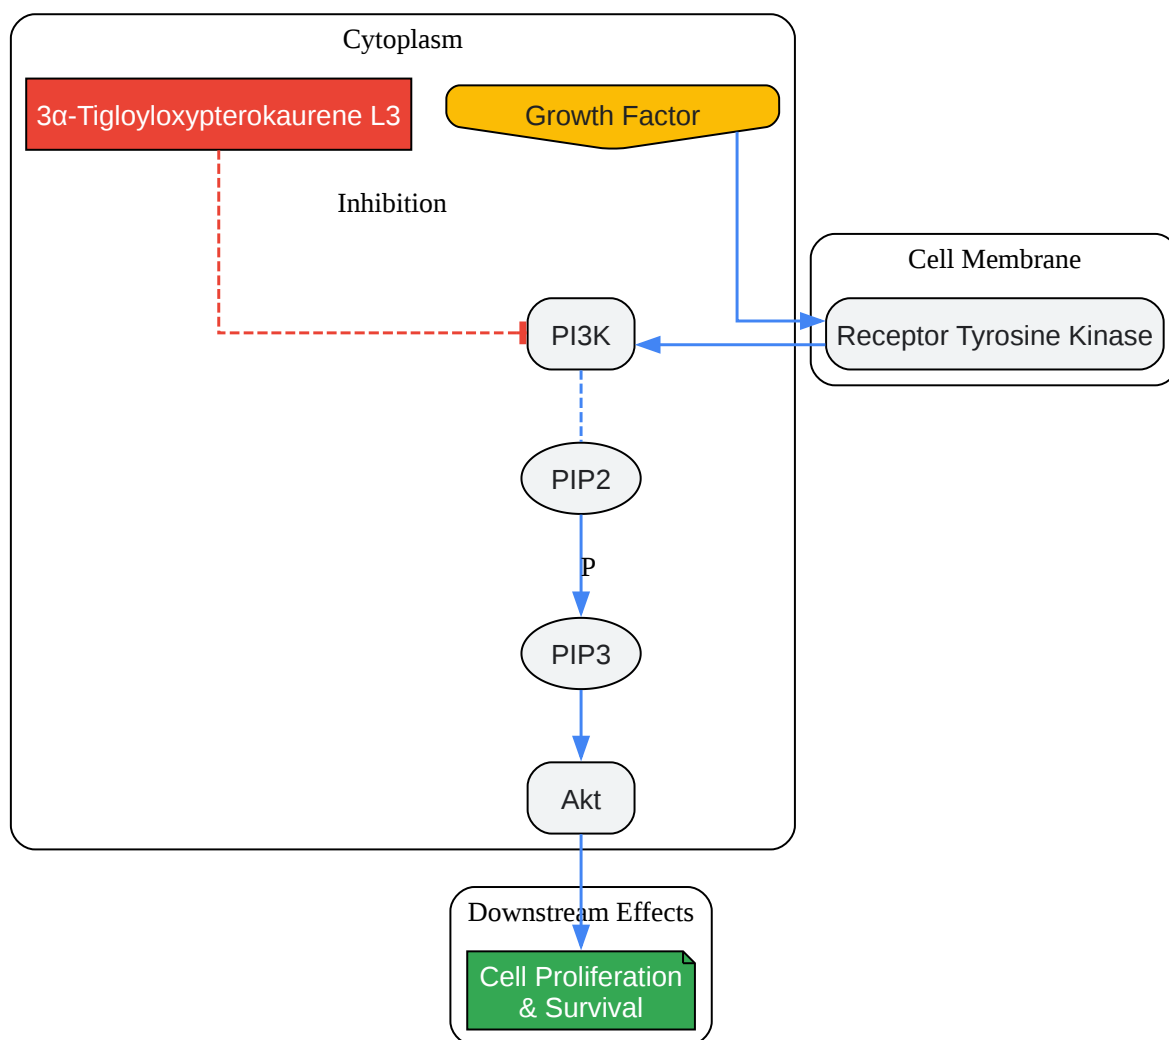 Cytoplasm
3α-Tigloyloxypterokaurene L3
Growth Factor
Inhibition
Cell Membrane
PI3K
Receptor Tyrosine Kinase
PIP2
P
PIP3
Akt
Downstream Effects
Cell Proliferation
& Survival